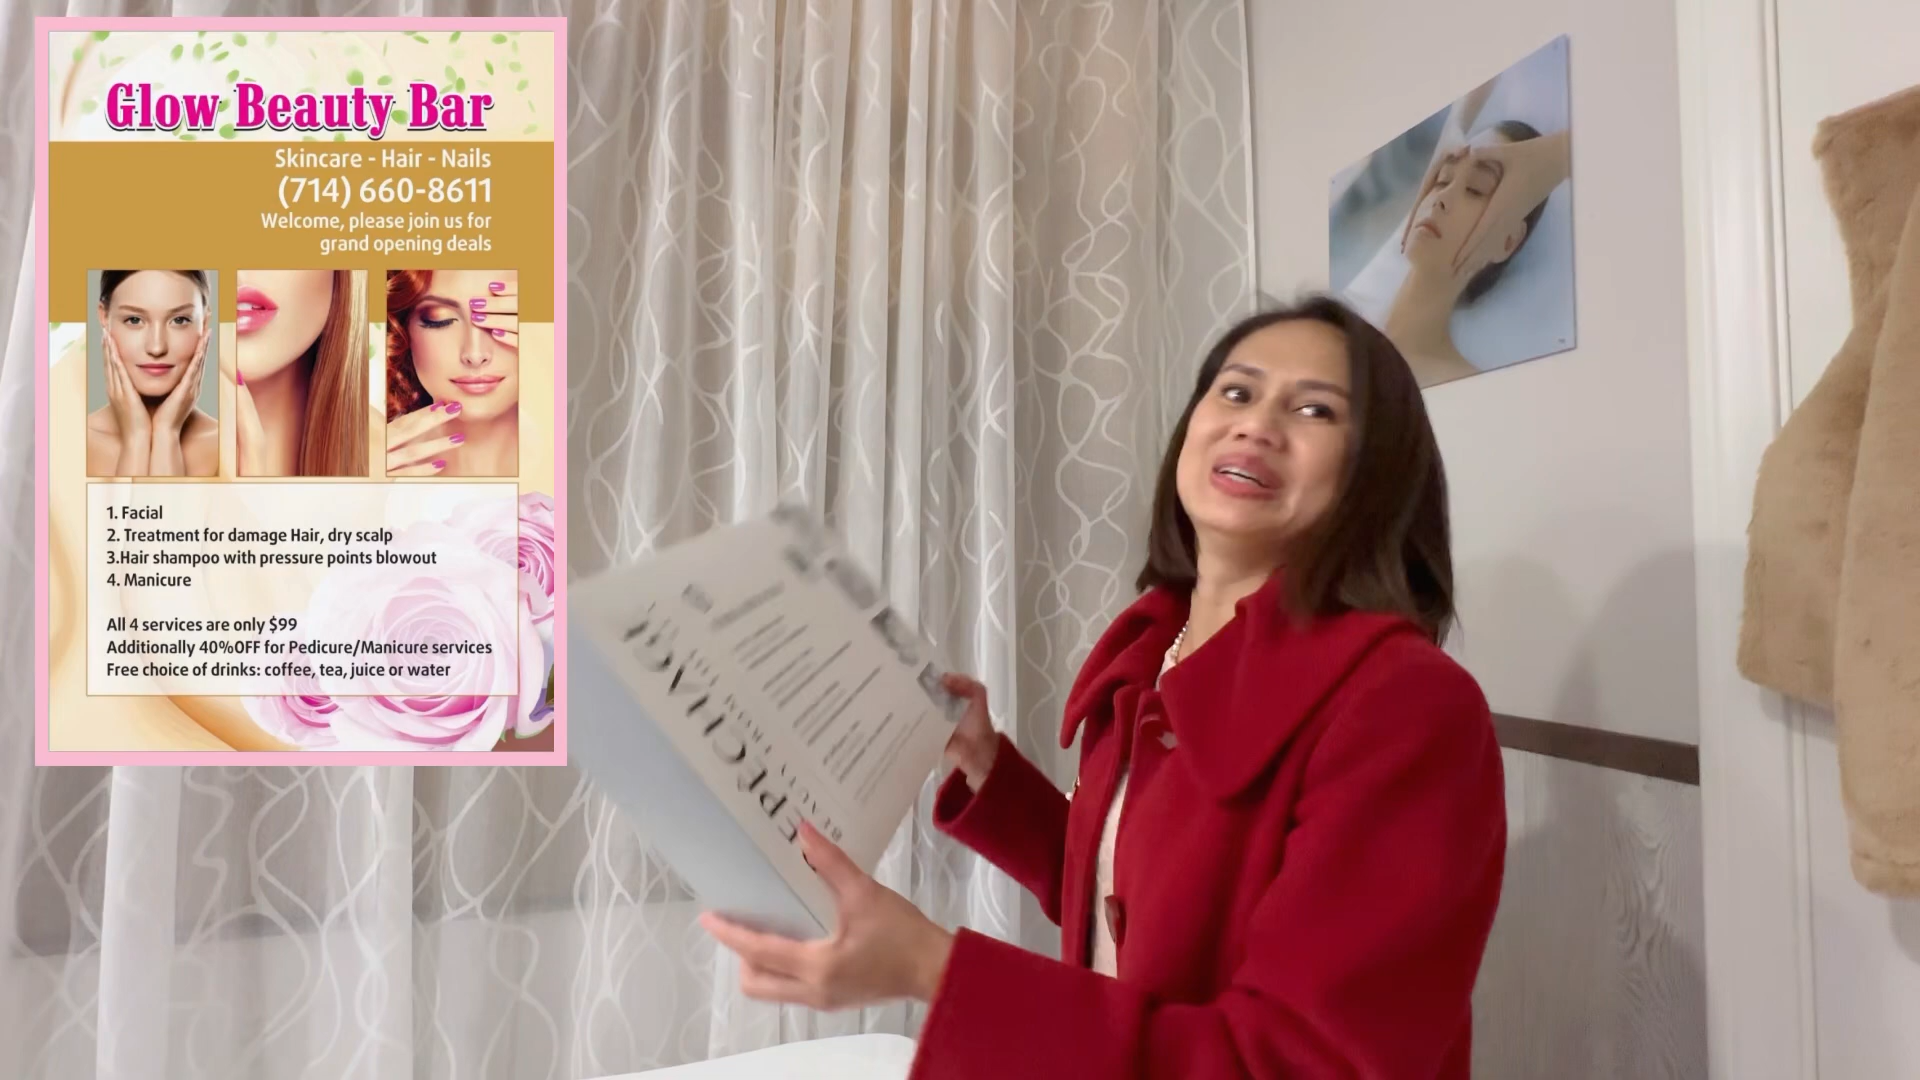 Glow Beauty Bar
Skincare - Hair - Nails
(714) 660-8611
Welcome, please join us for
grand opening deals
1. Facial
2. Treatment for damage Hair, dry scalp
3.Hair shampoo with pressure points blowout
4. Manicure
All 4 services are only $99
Additionally 40%OFF for Pedicure/Manicure services
Free choice of drinks: coffee, tea, juice or water
BEAUTY